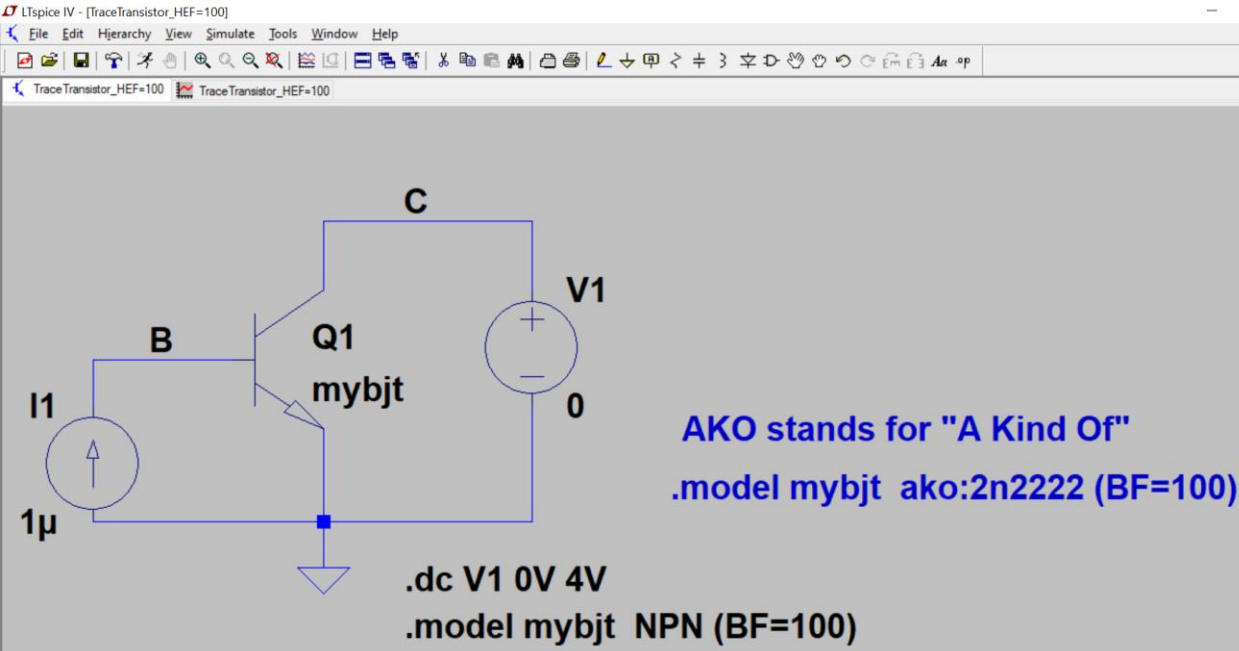 LTspice IV - [TraceTransistor_HEF=100]
File Edit Hierarchy View Simulate Tools Window Help
Aa .op
TraceTransistor_HEF=100 TraceTransistor_HEF=100
C
V1
B
Q1
mybjt
I1
0
AKO stands for "A Kind Of"
.model mybjt ako:2n2222 (BF=100)
1µ
.dc V1 0V 4V
.model mybjt NPN (BF=100)